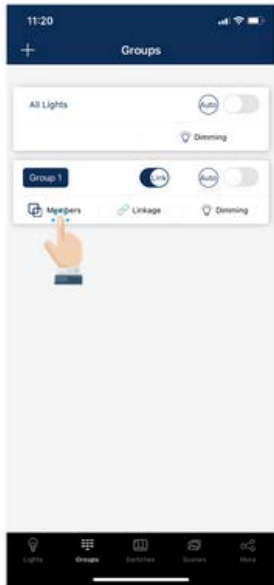 11:20
+ Groups
All Lights Auto
Dimming
Group 1 Link Auto
Members Linkage Dimming
Lights Groups Switches Scenes More